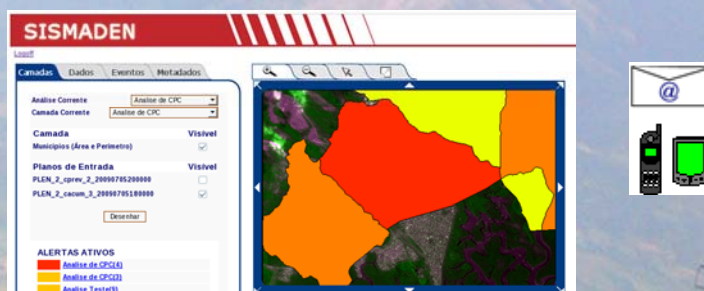 SISMADEN
Logoff
Camadas Dados Eventos Metadados
Análise Corrente Analise de CPC
Camada Corrente Analise de CPC
Camada Visível
Municípios (Área e Perímetro)
Planos de Entrada Visível
PLEN_2_cprev_2_20090705200000
PLEN_2_cacum_3_20090705180000
Desenhar
ALERTAS ATIVOS
Analise de CPC(4)
Analise de CPC(3)
Analise Teste(9)
@